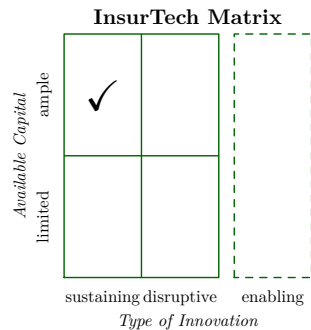 InsurTech Matrix
Available Capital
ample
limited
sustaining disruptive enabling
Type of Innovation